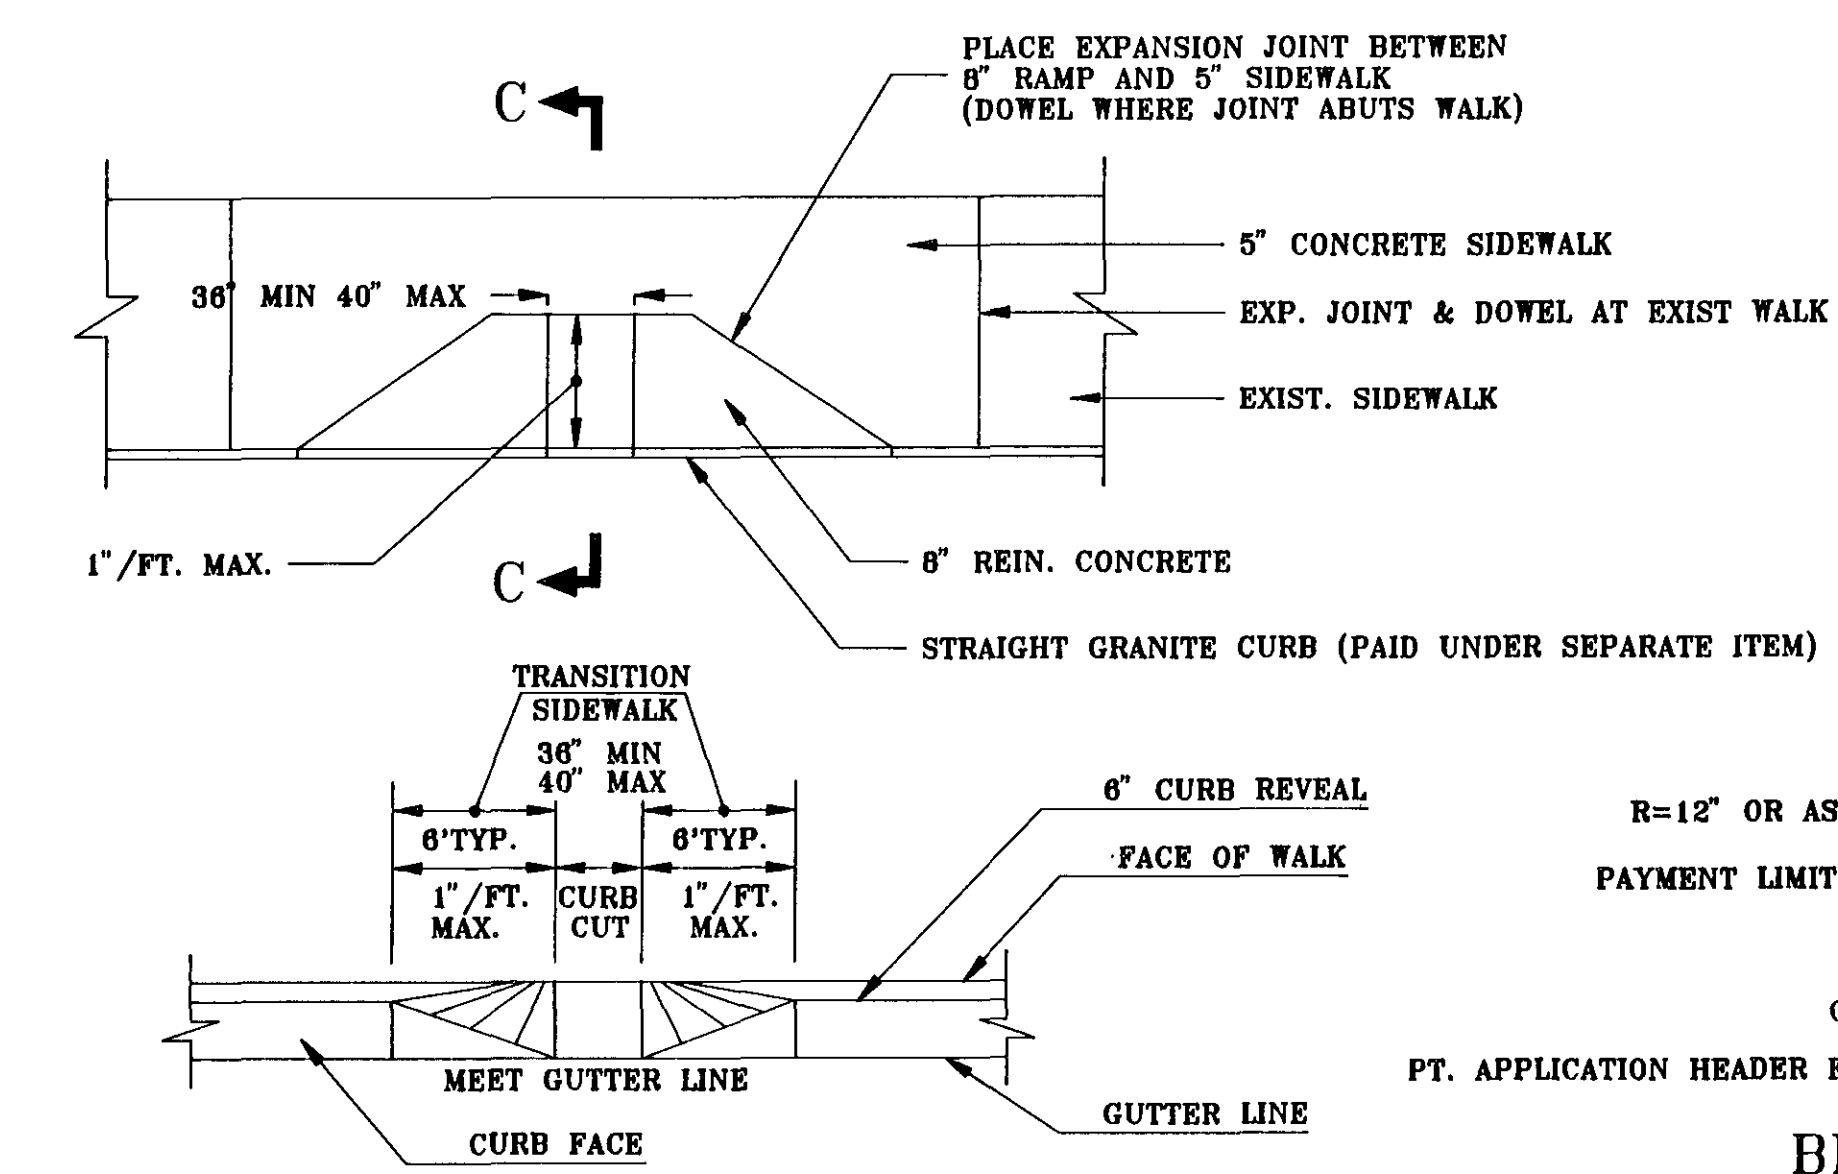 PLACE EXPANSION JOINT BETWEEN
8" RAMP AND 5" SIDEWALK
(DOWEL WHERE JOINT ABUTS WALK)
C
5" CONCRETE SIDEWALK
36" MIN 40" MAX
EXP. JOINT & DOWEL AT EXIST WALK
EXIST. SIDEWALK
1"/FT. MAX.
C
8" REIN. CONCRETE
STRAIGHT GRANITE CURB (PAID UNDER SEPARATE ITEM)
TRANSITION
SIDEWALK
36" MIN
40" MAX
6'TYP.
6'TYP.
1"/FT.
MAX.
CURB
CUT
1"/FT.
MAX.
6" CURB REVEAL
FACE OF WALK
R=12" OR AS
PAYMENT LIMIT
MEET GUTTER LINE
PT. APPLICATION HEADER
GUTTER LINE
CURB FACE